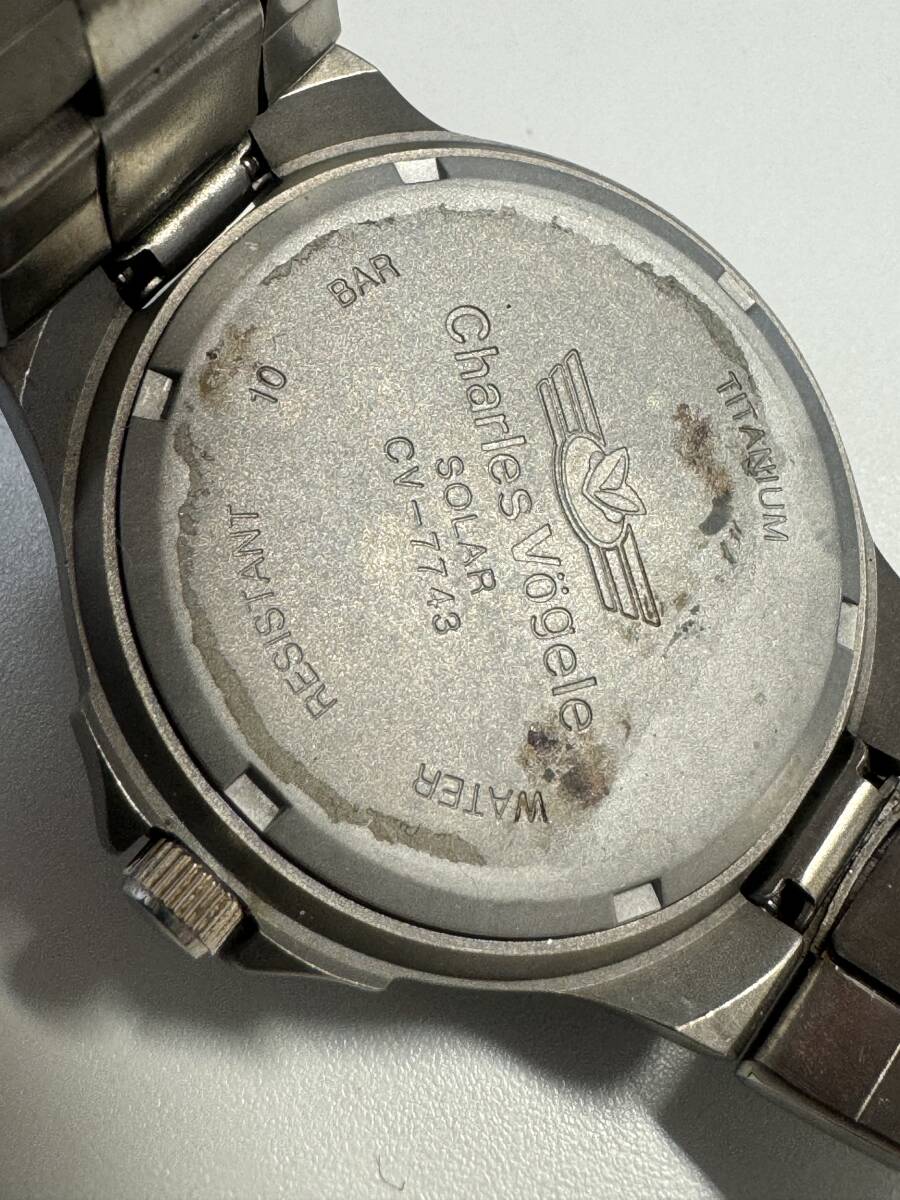 Charles Vögele
SOLAR
CV-7743
TITANIUM
WATER RESISTANT 10 BAR